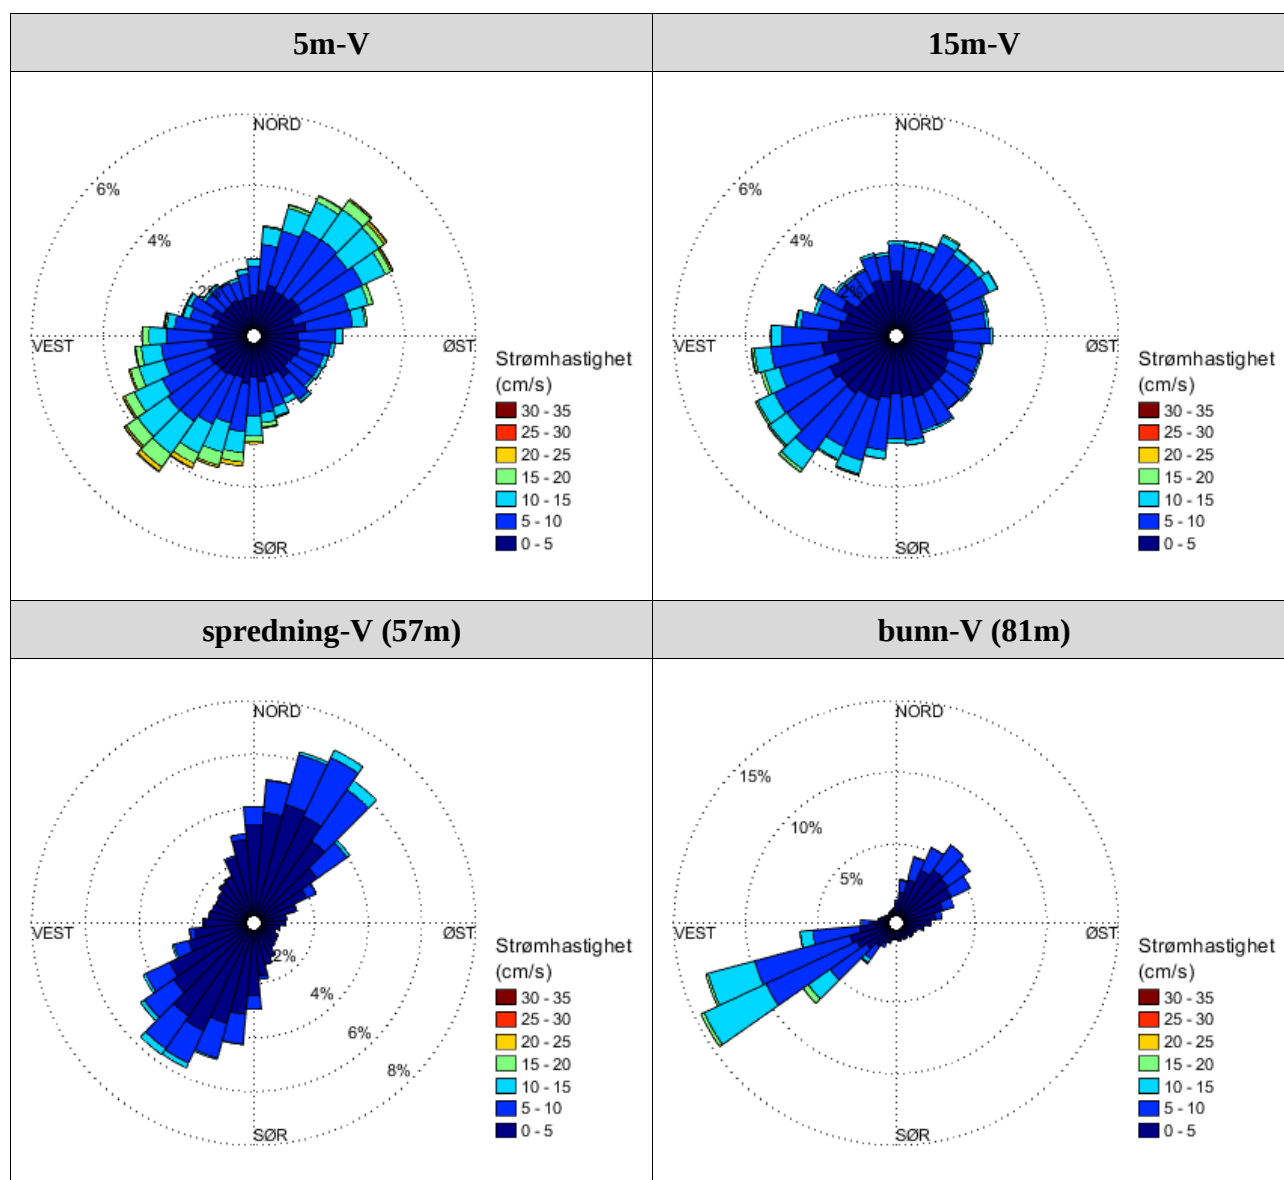 5m-V
15m-V
NORD
6%
4%
2%
VEST
ØST
SØR
Strømhastighet
(cm/s)
30 - 35
25 - 30
20 - 25
15 - 20
10 - 15
5 - 10
0 - 5
NORD
6%
4%
2%
VEST
ØST
SØR
Strømhastighet
(cm/s)
30 - 35
25 - 30
20 - 25
15 - 20
10 - 15
5 - 10
0 - 5
spredning-V (57m)
bunn-V (81m)
NORD
VEST
ØST
2%
4%
6%
8%
SØR
Strømhastighet
(cm/s)
30 - 35
25 - 30
20 - 25
15 - 20
10 - 15
5 - 10
0 - 5
NORD
15%
10%
5%
VEST
ØST
SØR
Strømhastighet
(cm/s)
30 - 35
25 - 30
20 - 25
15 - 20
10 - 15
5 - 10
0 - 5